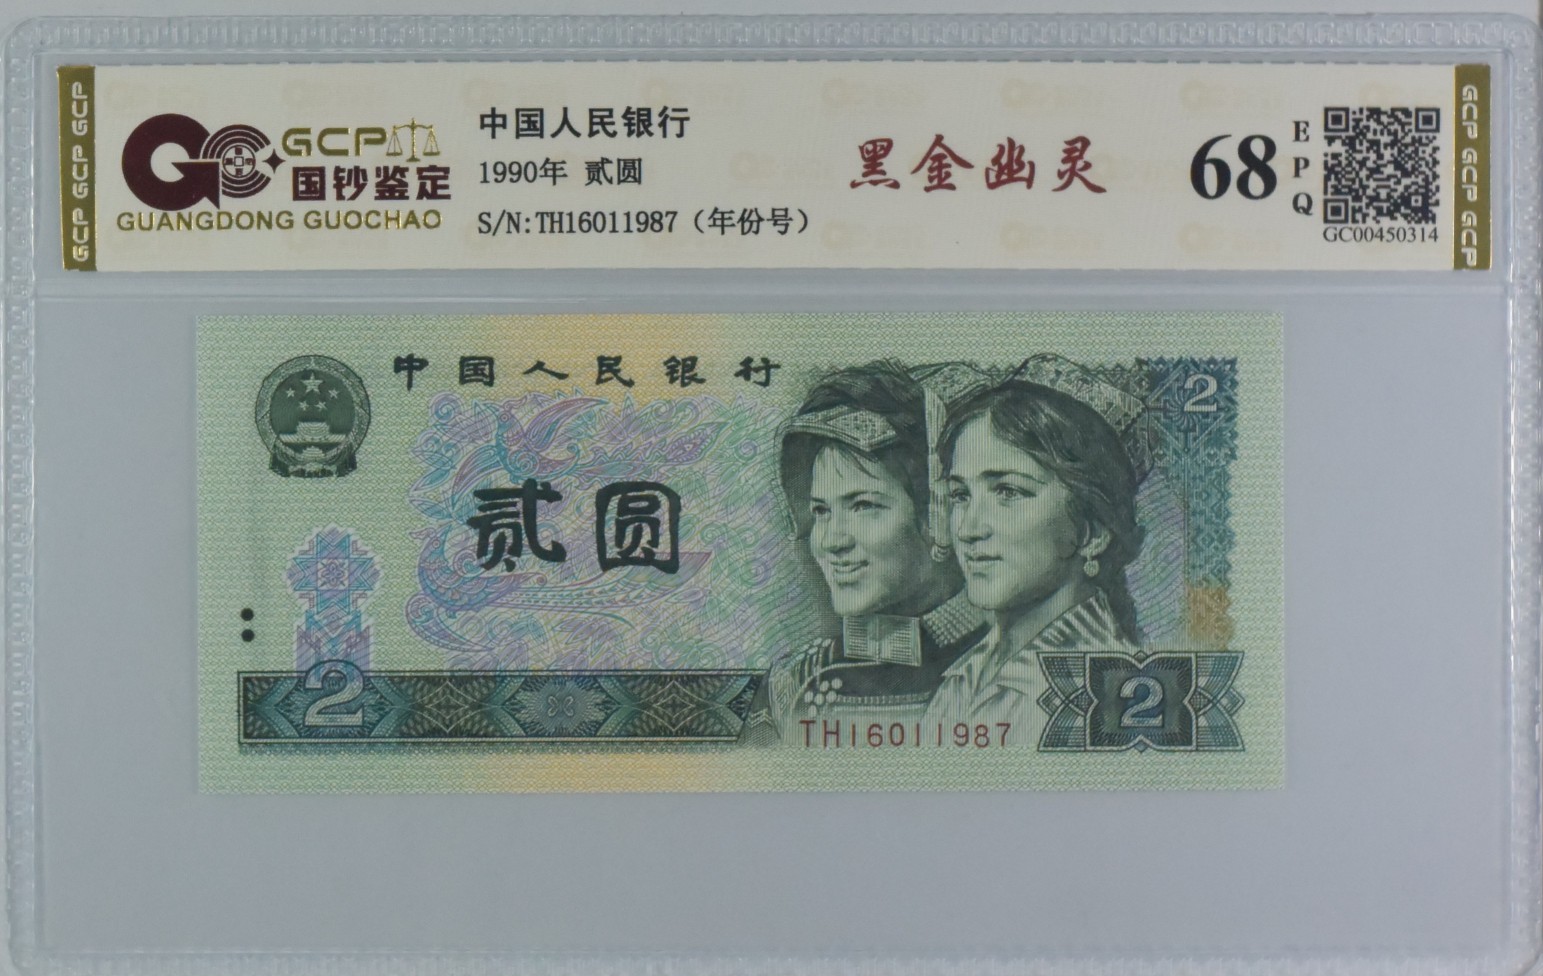 GCP GCP GCP
GCP
国钞鉴定
GUANGDONG GUOCHAO
中国人民银行
1990年 贰圆
S/N:TH16011987（年份号）
黑金幽灵
68
E
P
Q
GC00450314
GCP GCP GCP
中国人民银行
2
贰圆
2
TH16011987
2